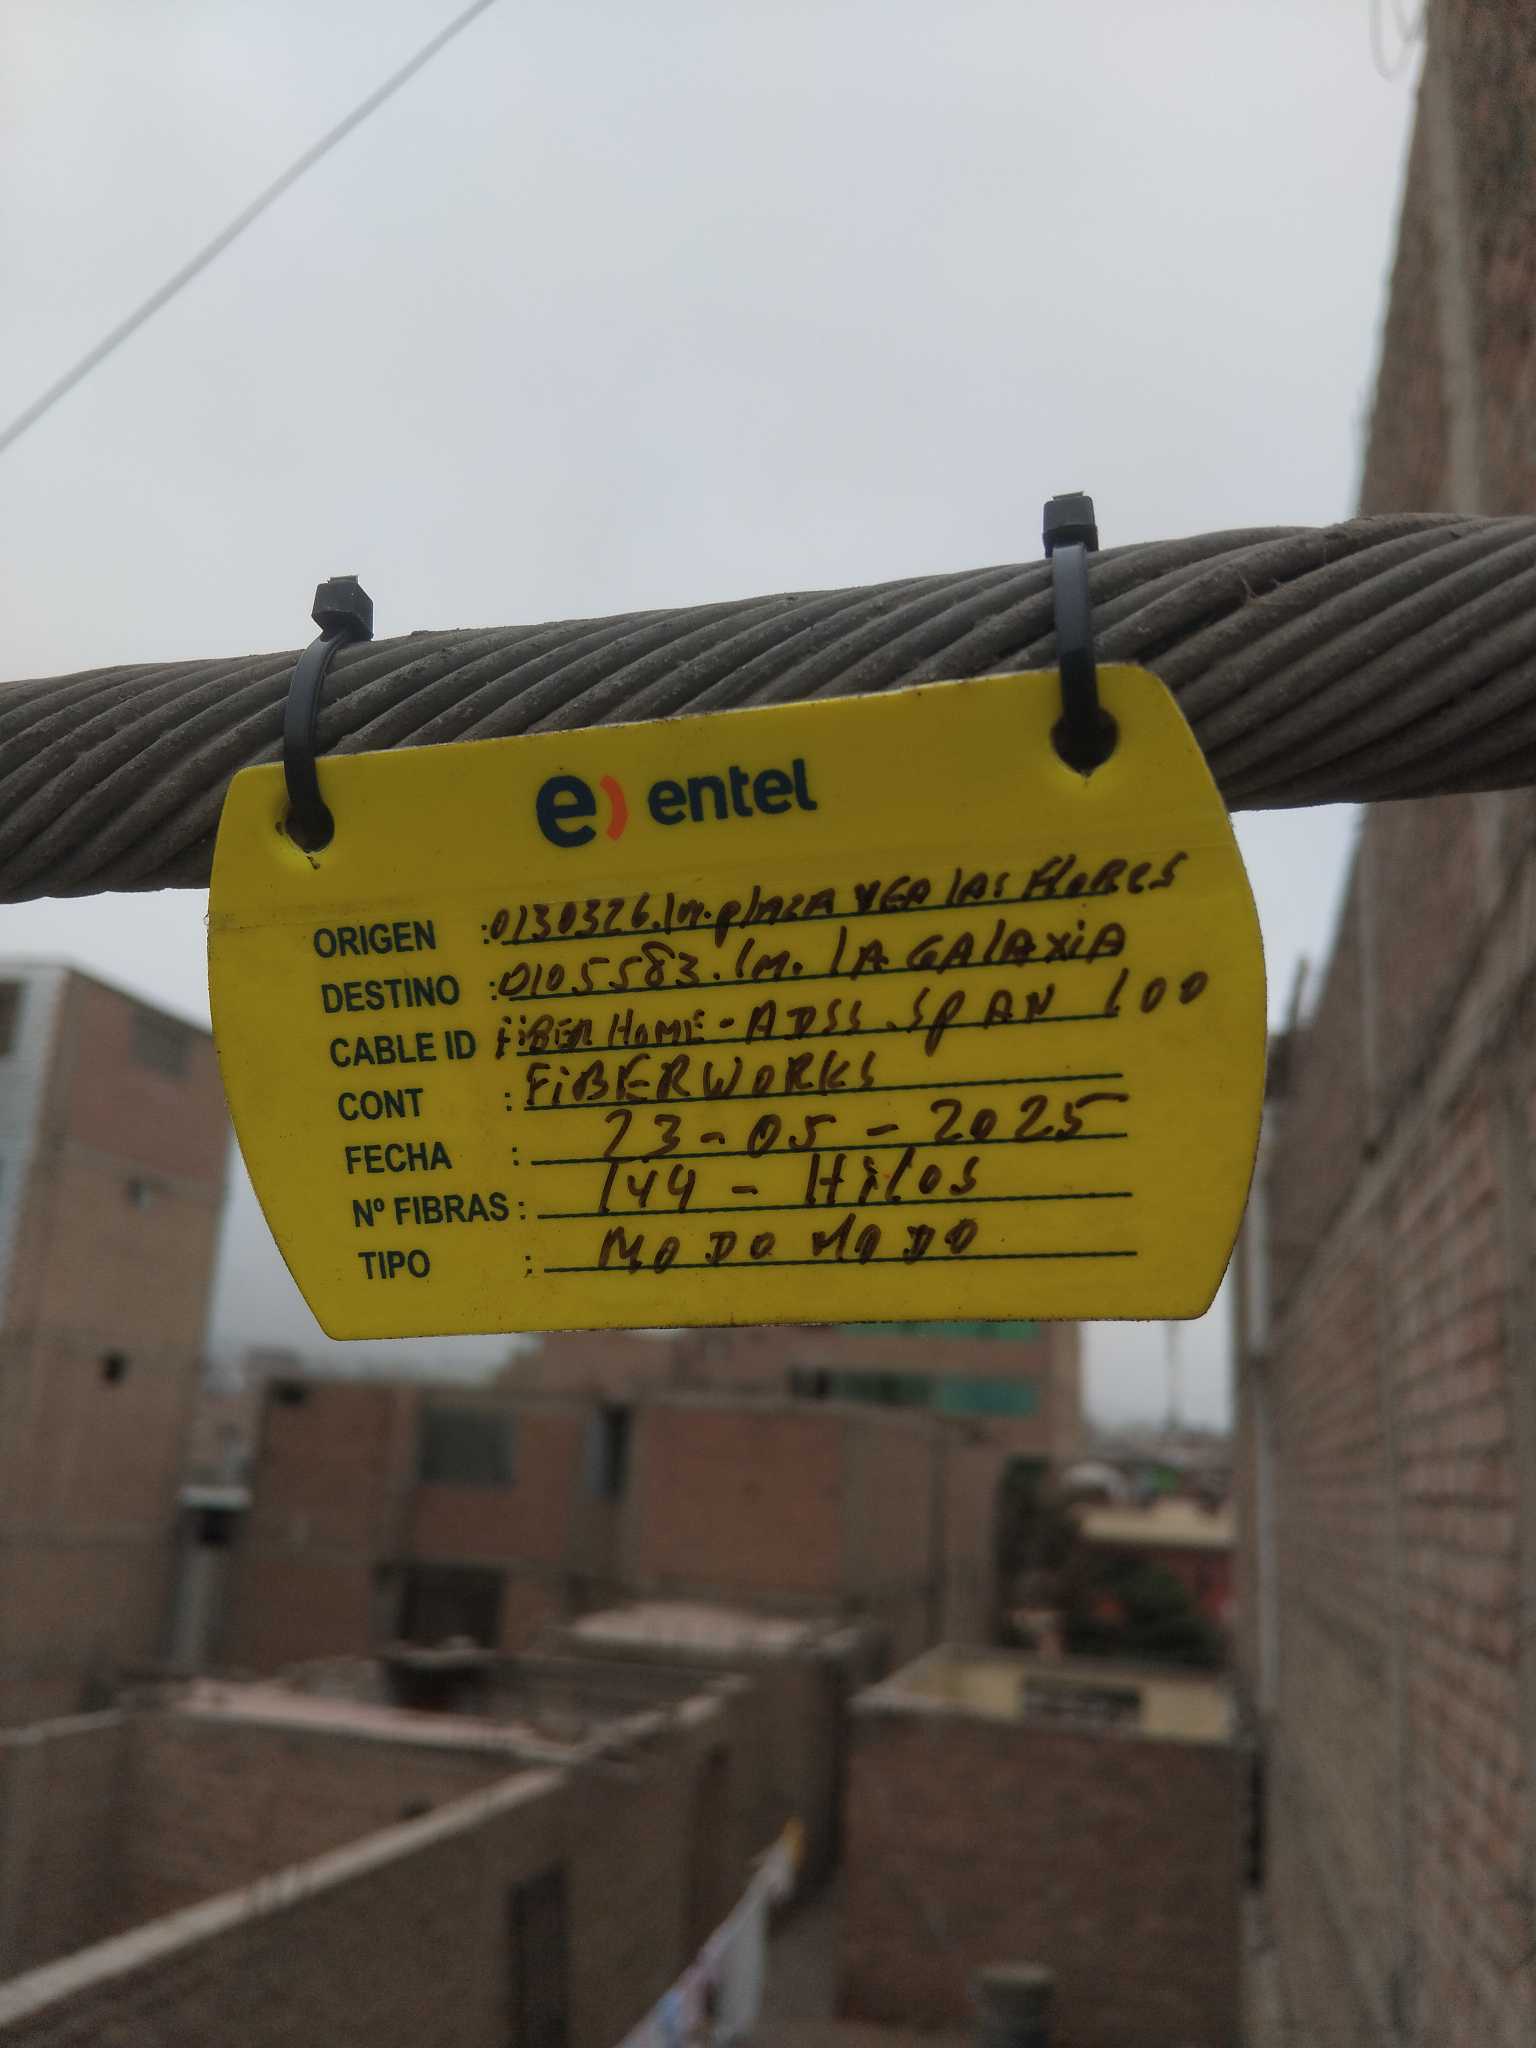 e) entel
ORIGEN : 0130326.lm.plaza VEA lAs FloRES
DESTINO : 0105583.lm. lA GAlAxiA
CABLE ID FiBER HOME - ADSS. SPAN 100
CONT : FiBERWORKS
FECHA : 23 - 05 - 2025
Nº FIBRAS : 144 - Hilos
TIPO : MODO MODO